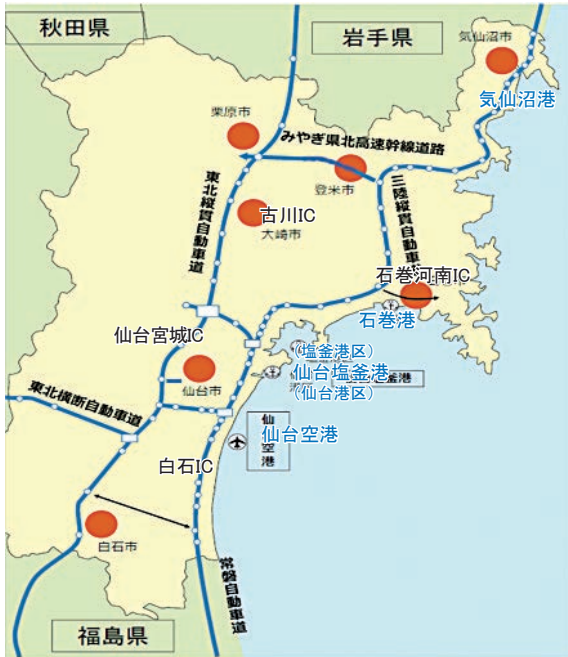 秋田県
岩手県
気仙沼市
気仙沼港
栗原市
みやぎ県北高速幹線道路
登米市
東北縦貫自動車道
古川IC
大崎市
三陸縦貫自動車
石巻河南IC
石巻港
仙台宮城IC
(塩釜港区)
仙台塩釜港
(仙台港区)
仙台市
東北横断自動車道
仙台空港
仙
空
港
白石IC
白石市
常磐自動車道
福島県